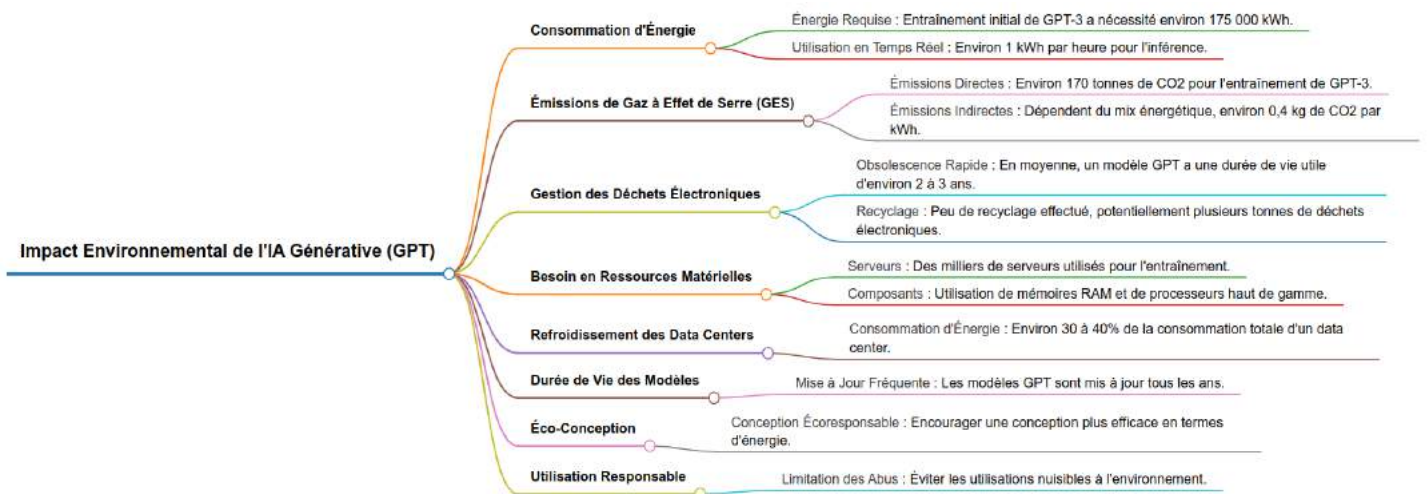 Impact Environnemental de l'IA Générative (GPT)
Consommation d'Énergie
Énergie Requise : Entraînement initial de GPT-3 a nécessité environ 175 000 kWh.
Utilisation en Temps Réel : Environ 1 kWh par heure pour l'inférence.
Émissions de Gaz à Effet de Serre (GES)
Émissions Directes : Environ 170 tonnes de CO2 pour l'entraînement de GPT-3.
Émissions Indirectes : Dépendent du mix énergétique, environ 0,4 kg de CO2 par
kWh.
Gestion des Déchets Électroniques
Obsolescence Rapide : En moyenne, un modèle GPT a une durée de vie utile
d'environ 2 à 3 ans.
Recyclage : Peu de recyclage effectué, potentiellement plusieurs tonnes de déchets
électroniques.
Besoin en Ressources Matérielles
Serveurs : Des milliers de serveurs utilisés pour l'entraînement.
Composants : Utilisation de mémoires RAM et de processeurs haut de gamme.
Refroidissement des Data Centers
Consommation d'Énergie : Environ 30 à 40% de la consommation totale d'un data
center.
Durée de Vie des Modèles
Mise à Jour Fréquente : Les modèles GPT sont mis à jour tous les ans.
Éco-Conception
Conception Écoresponsable : Encourager une conception plus efficace en termes
d'énergie.
Utilisation Responsable
Limitation des Abus : Éviter les utilisations nuisibles à l'environnement.